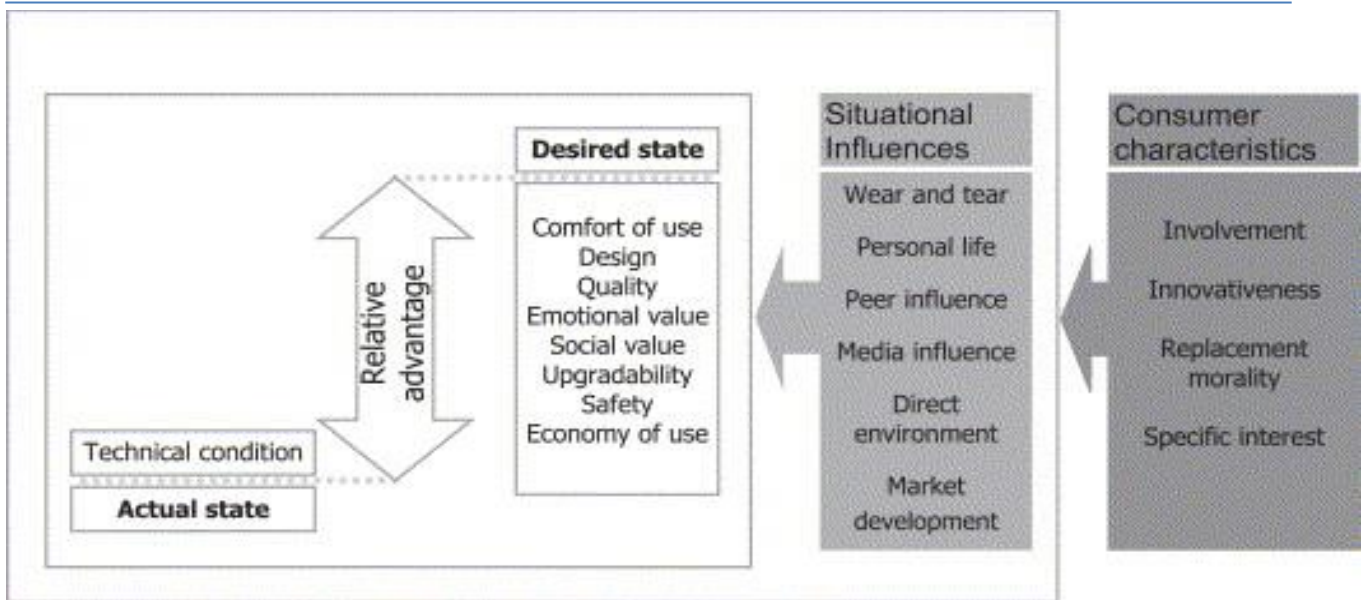 Desired state
Comfort of use
Design
Quality
Emotional value
Social value
Upgradability
Safety
Economy of use
Relative
advantage
Technical condition
Actual state
Situational
Influences
Wear and tear
Personal life
Peer influence
Media influence
Direct
environment
Market
development
Consumer
characteristics
Involvement
Innovativeness
Replacement
morality
Specific interest